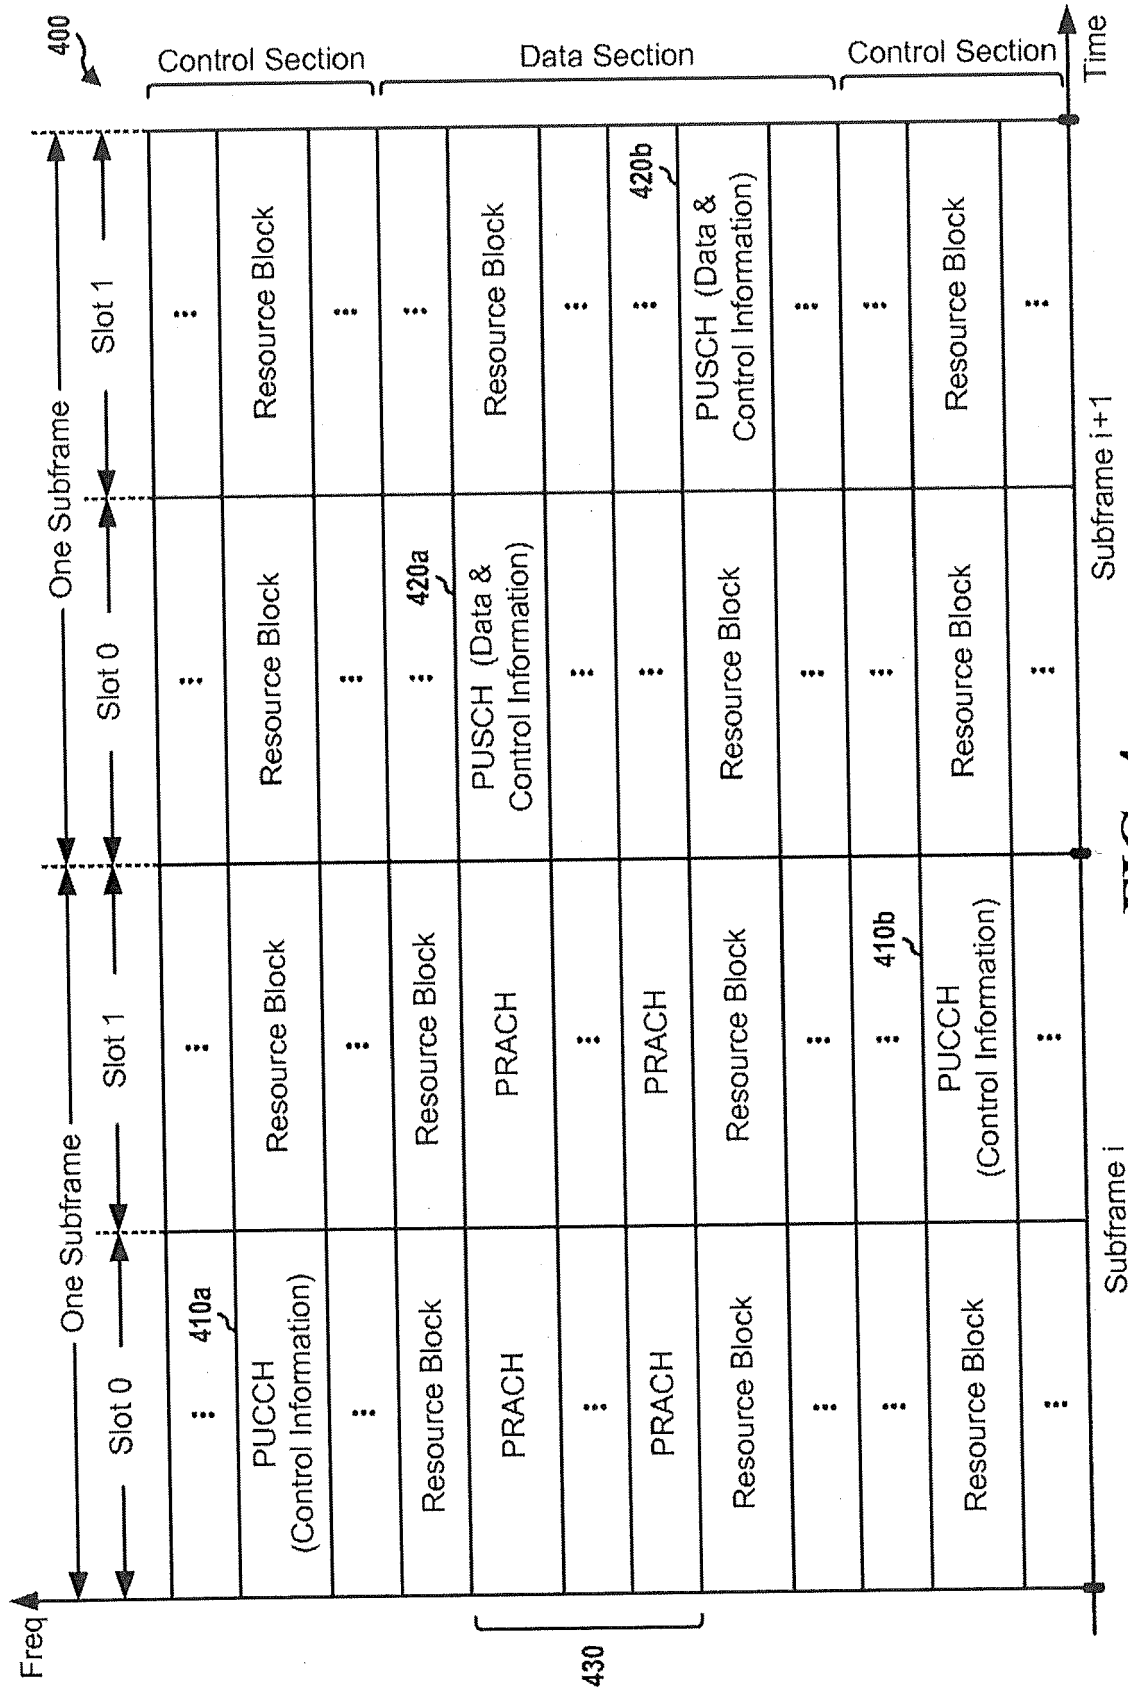 Freq
400
One Subframe
One Subframe
Slot 0
Slot 1
Slot 0
Slot 1
... ... ... ...
410a
PUCCH
(Control Information)
Resource Block
Resource Block
Resource Block
Control Section
... ... ... ...
Resource Block
Resource Block
... ...
420a
430
PRACH
PRACH
PUSCH (Data &
Control Information)
Resource Block
Data Section
... ... ... ...
PRACH
PRACH
... ...
420b
Resource Block
Resource Block
Resource Block
PUSCH (Data &
Control Information)
... ... ... ...
... ... ... ...
410b
Resource Block
PUCCH
(Control Information)
Resource Block
Resource Block
Control Section
... ... ... ...
Time
Subframe i
Subframe i+1